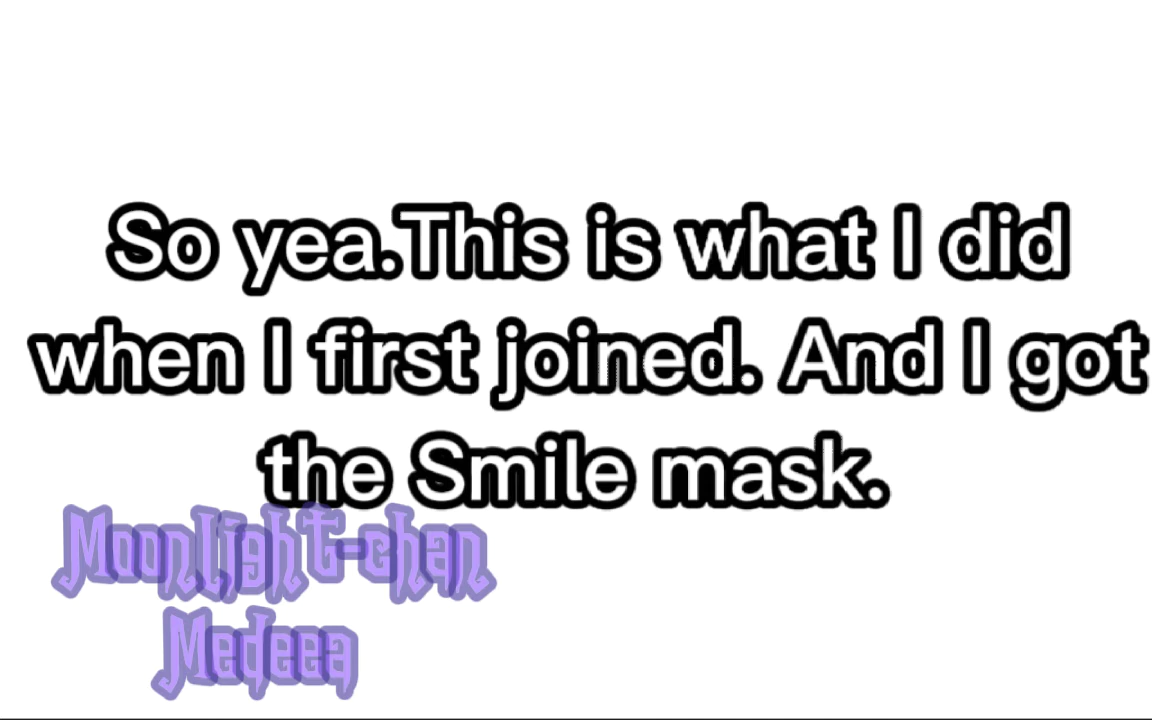 So yea.This is what I did
when I first joined. And I got
the Smile mask.
Moonlight-chan
Medeea